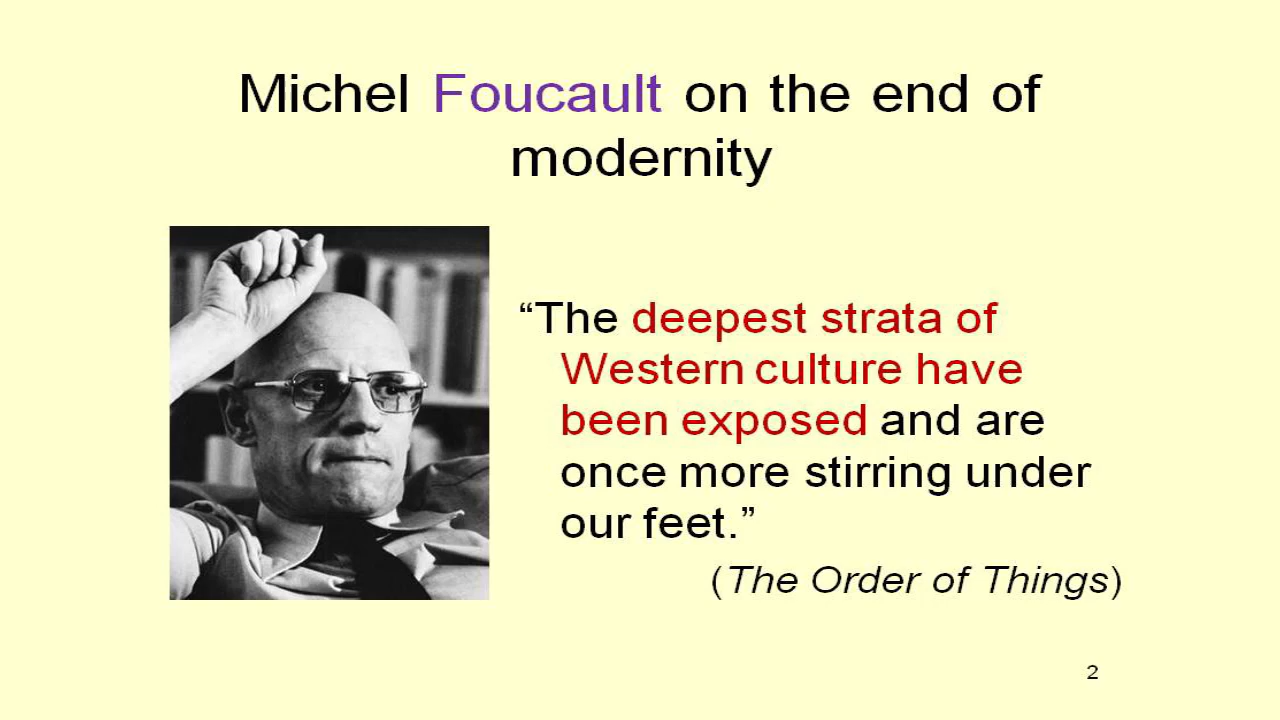 Michel Foucault on the end of
modernity
“The deepest strata of
Western culture have
been exposed and are
once more stirring under
our feet.”
(The Order of Things)
2